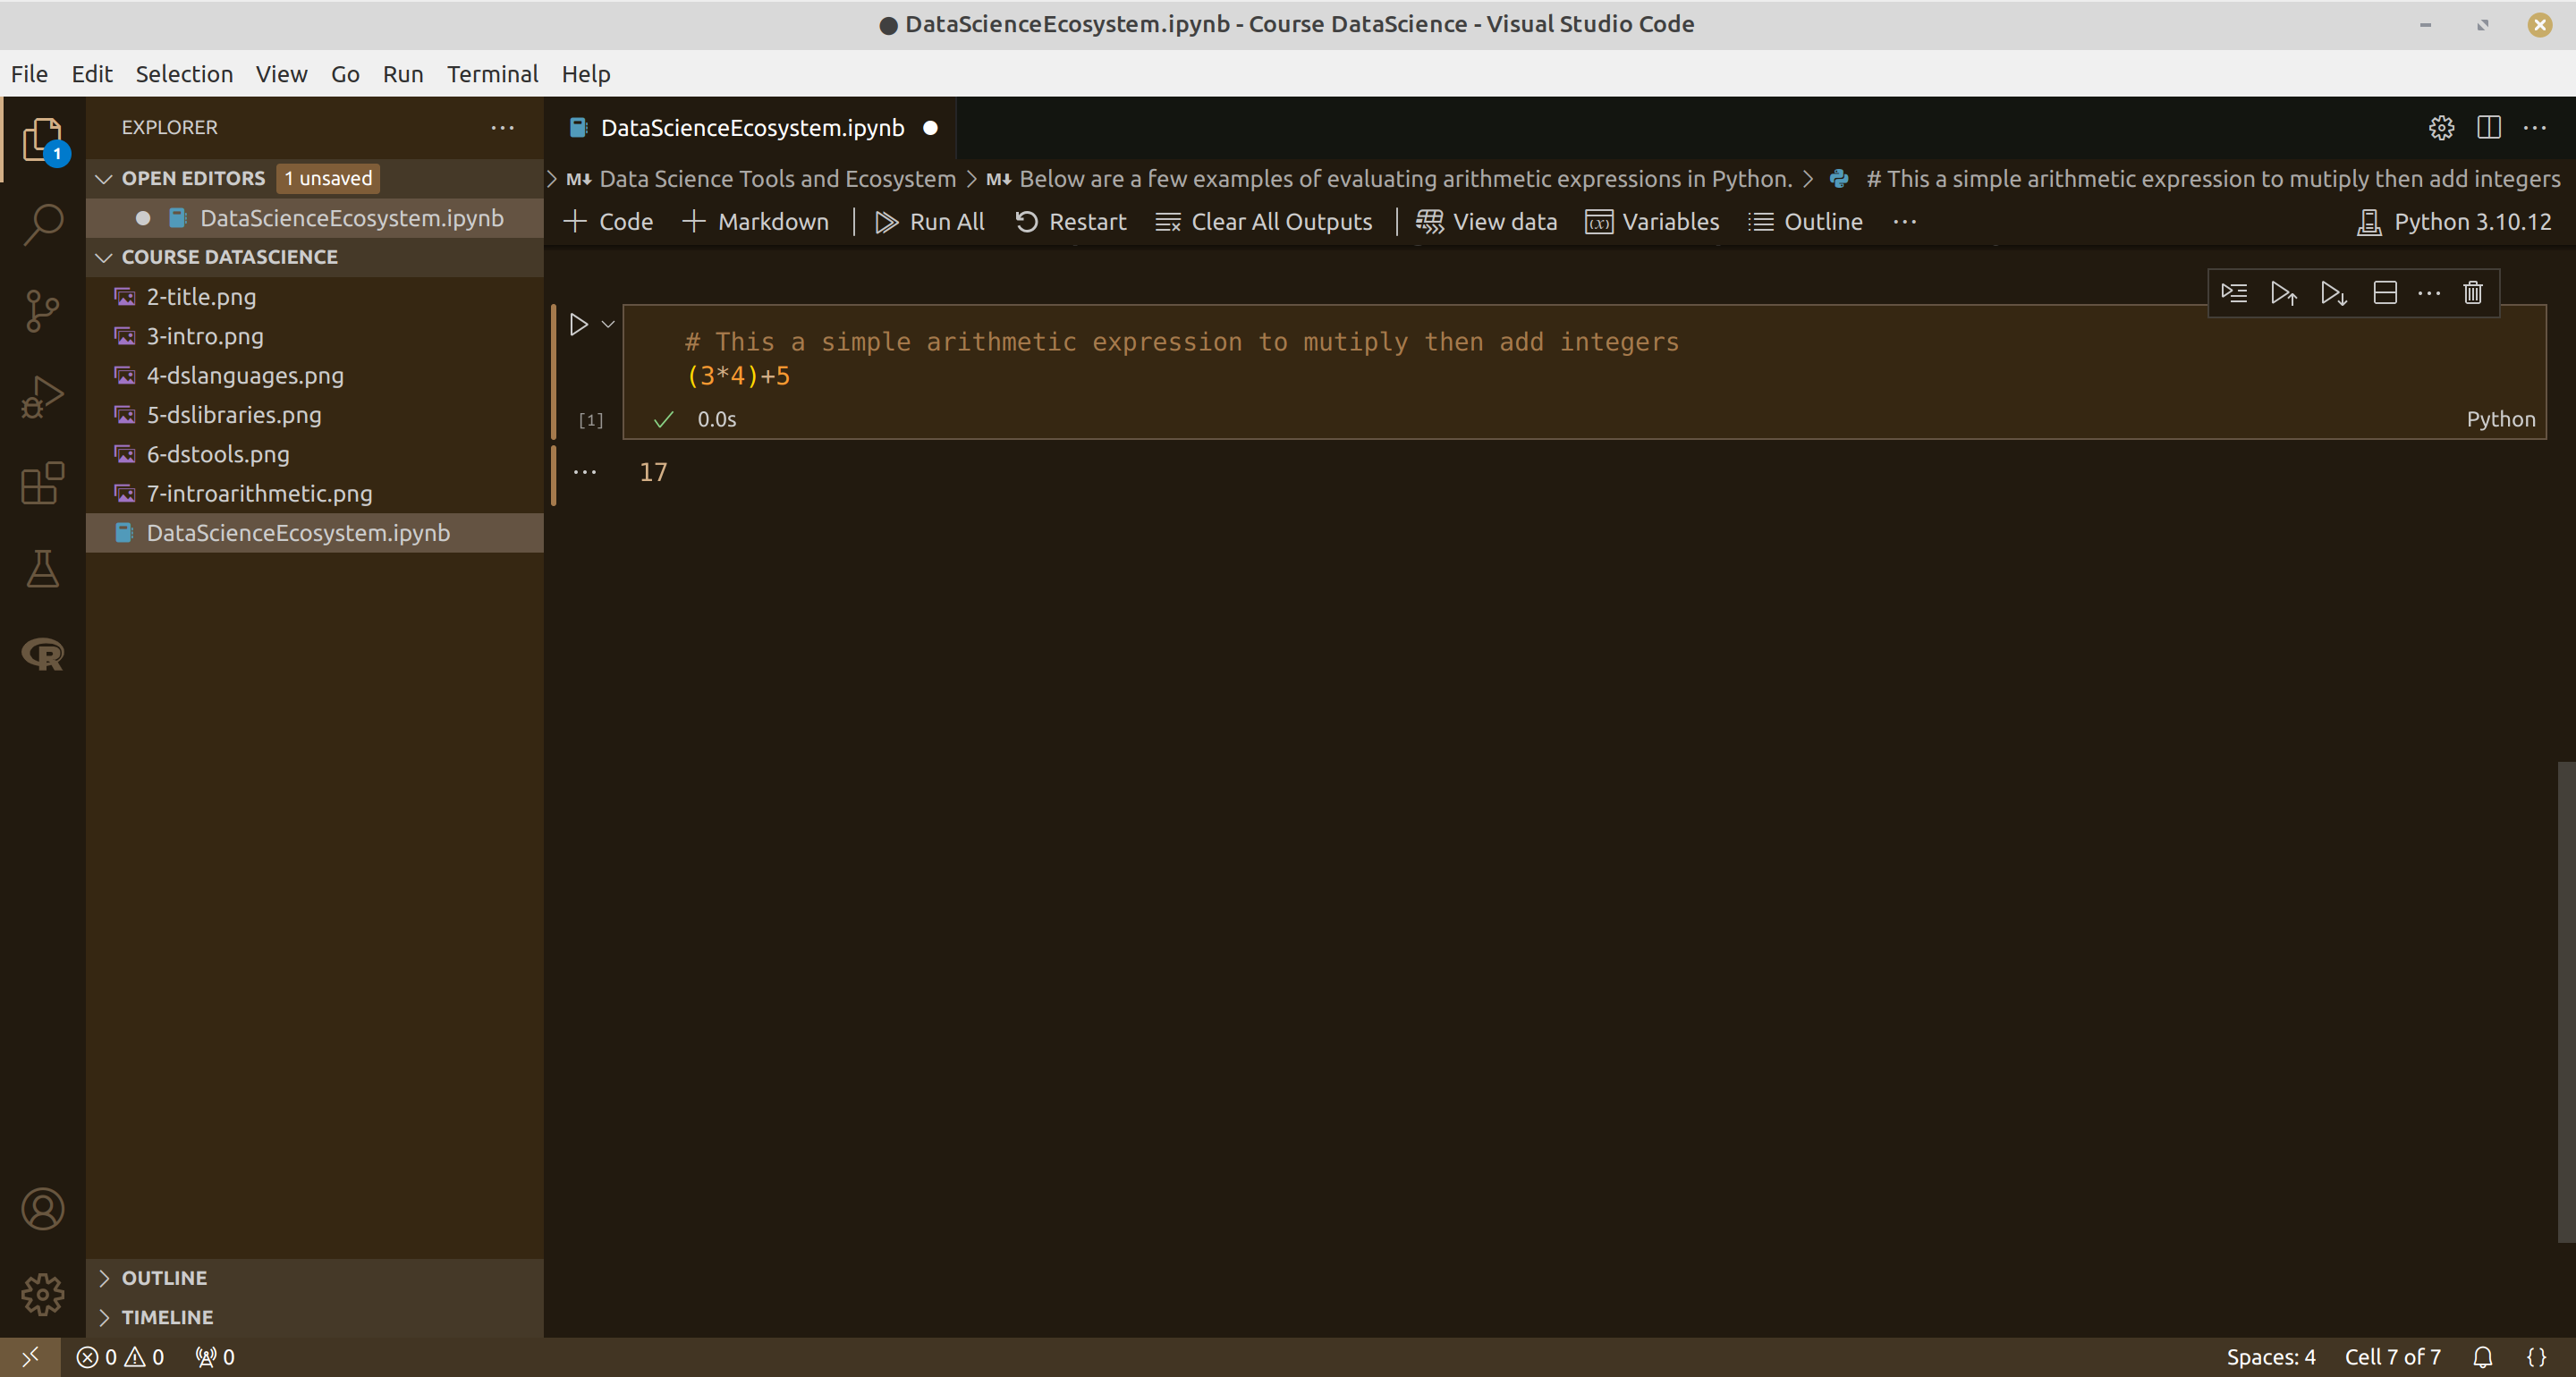 DataScienceEcosystem.ipynb - Course DataScience - Visual Studio Code
File Edit Selection View Go Run Terminal Help
EXPLORER
DataScienceEcosystem.ipynb
OPEN EDITORS 1 unsaved
DataScienceEcosystem.ipynb
COURSE DATASCIENCE
2-title.png
3-intro.png
4-dslanguages.png
5-dslibraries.png
6-dstools.png
7-introarithmetic.png
DataScienceEcosystem.ipynb
OUTLINE
TIMELINE
Data Science Tools and Ecosystem > M Below are a few examples of evaluating arithmetic expressions in Python. > # This a simple arithmetic expression to mutiply then add integers
+ Code + Markdown | Run All Restart Clear All Outputs | View data Variables Outline ... Python 3.10.12
# This a simple arithmetic expression to mutiply then add integers
(3*4)+5
[1] ✓ 0.0s Python
... 17
1
0 0 0 Spaces: 4 Cell 7 of 7 {}